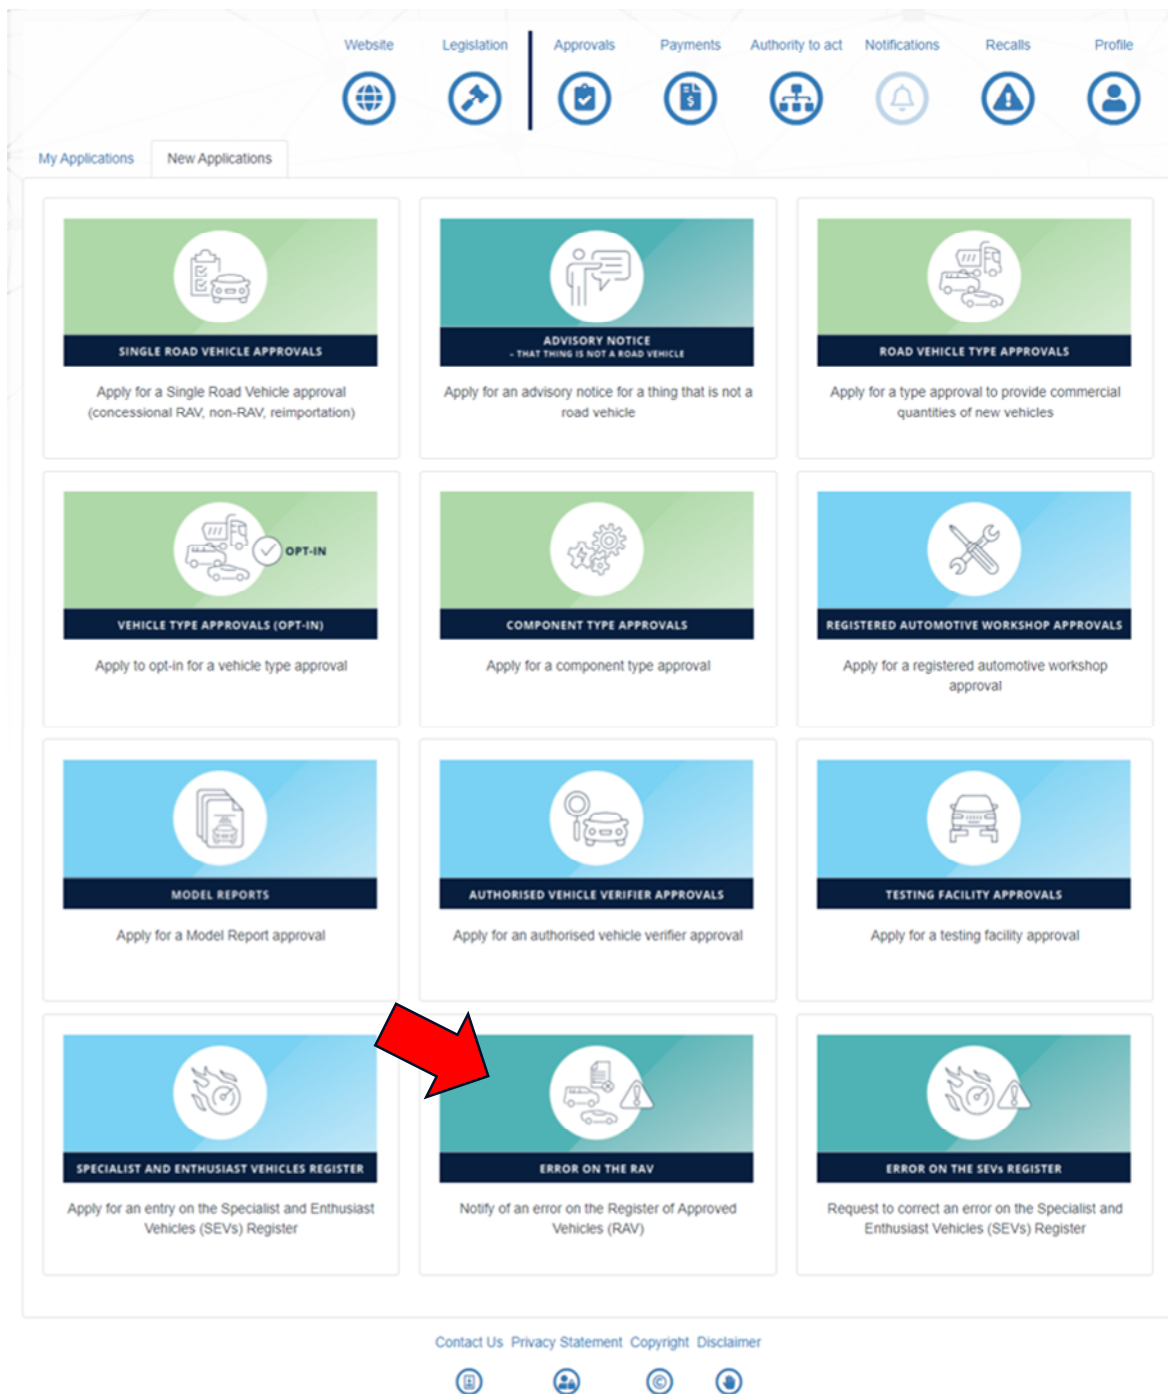 Website Legislation Approvals Payments Authority to act Notifications Recalls Profile
My Applications New Applications
SINGLE ROAD VEHICLE APPROVALS
Apply for a Single Road Vehicle approval
(concessional RAV, non-RAV, reimportation)
ADVISORY NOTICE
- THAT THING IS NOT A ROAD VEHICLE
Apply for an advisory notice for a thing that is not a
road vehicle
ROAD VEHICLE TYPE APPROVALS
Apply for a type approval to provide commercial
quantities of new vehicles
OPT-IN
VEHICLE TYPE APPROVALS (OPT-IN)
Apply to opt-in for a vehicle type approval
COMPONENT TYPE APPROVALS
Apply for a component type approval
REGISTERED AUTOMOTIVE WORKSHOP APPROVALS
Apply for a registered automotive workshop
approval
MODEL REPORTS
Apply for a Model Report approval
AUTHORISED VEHICLE VERIFIER APPROVALS
Apply for an authorised vehicle verifier approval
TESTING FACILITY APPROVALS
Apply for a testing facility approval
SPECIALIST AND ENTHUSIAST VEHICLES REGISTER
Apply for an entry on the Specialist and Enthusiast
Vehicles (SEVs) Register
ERROR ON THE RAV
Notify of an error on the Register of Approved
Vehicles (RAV)
ERROR ON THE SEVs REGISTER
Request to correct an error on the Specialist and
Enthusiast Vehicles (SEVs) Register
Contact Us Privacy Statement Copyright Disclaimer